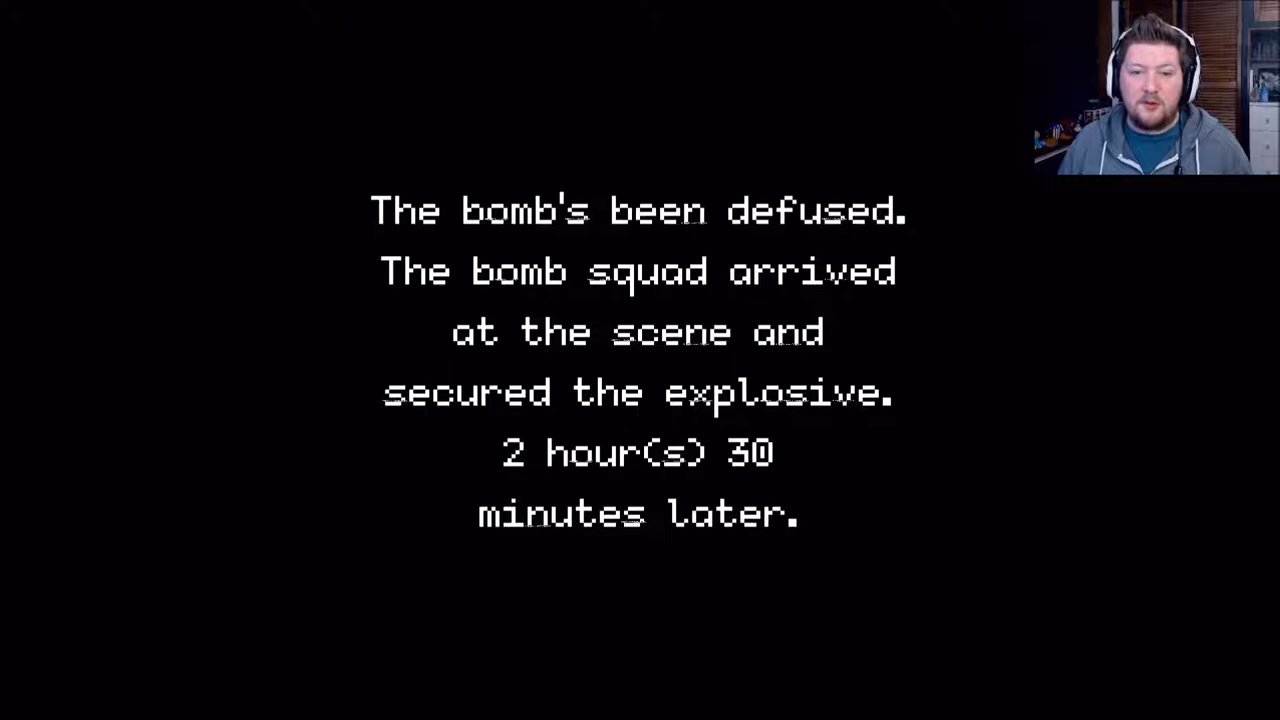 The bomb's been defused.
The bomb squad arrived
at the scene and
secured the explosive.
2 hour(s) 30
minutes later.